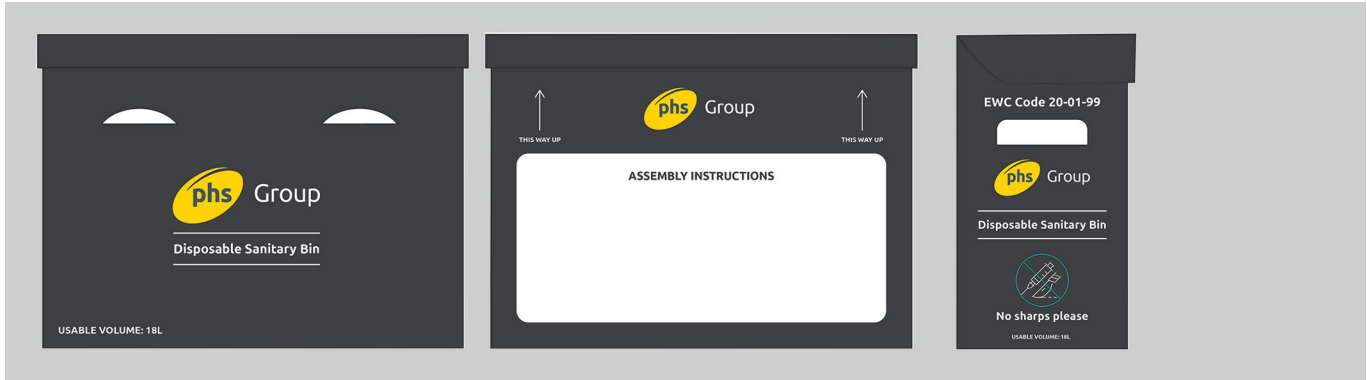 phs Group
Disposable Sanitary Bin
USABLE VOLUME: 18L
phs Group
THIS WAY UP
THIS WAY UP
ASSEMBLY INSTRUCTIONS
EWC Code 20-01-99
phs Group
Disposable Sanitary Bin
No sharps please
USABLE VOLUME: 18L